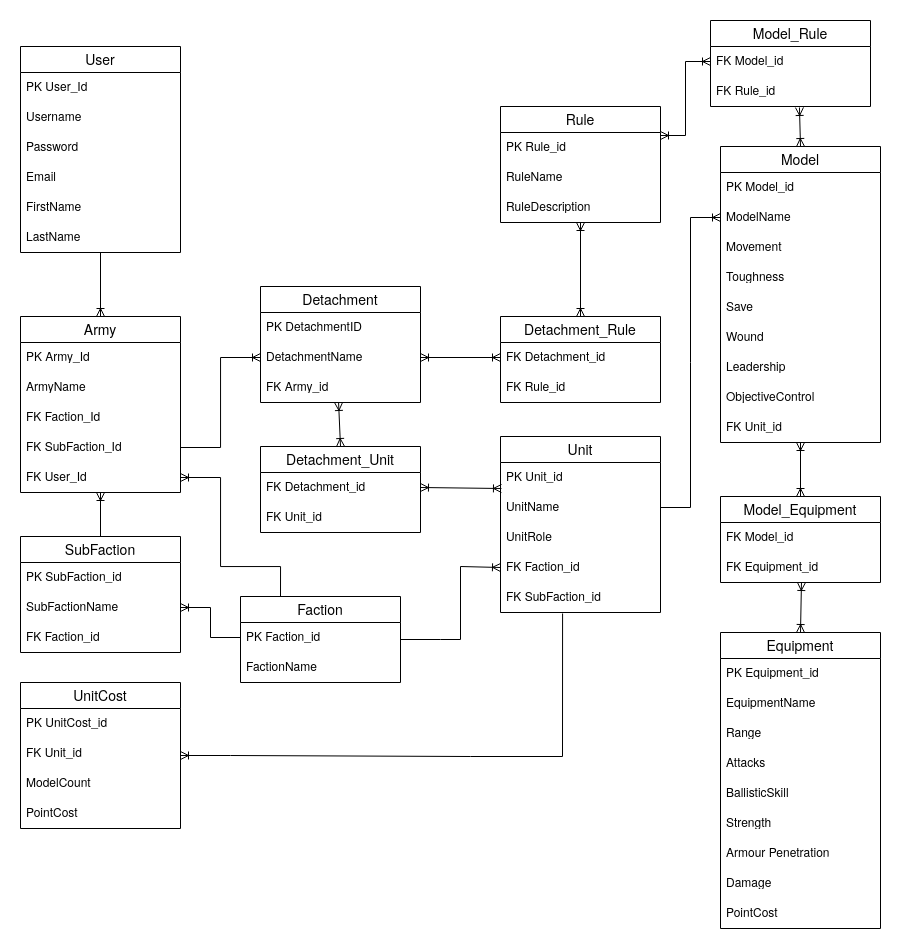 User
PK User_Id
Username
Password
Email
FirstName
LastName
Army
PK Army_Id
ArmyName
FK Faction_Id
FK SubFaction_Id
FK User_Id
SubFaction
PK SubFaction_id
SubFactionName
FK Faction_id
UnitCost
PK UnitCost_id
FK Unit_id
ModelCount
PointCost
Detachment
PK DetachmentID
DetachmentName
FK Army_id
Detachment_Unit
FK Detachment_id
FK Unit_id
Faction
PK Faction_id
FactionName
Rule
PK Rule_id
RuleName
RuleDescription
Detachment_Rule
FK Detachment_id
FK Rule_id
Unit
PK Unit_id
UnitName
UnitRole
FK Faction_id
FK SubFaction_id
Model_Rule
FK Model_id
FK Rule_id
Model
PK Model_id
ModelName
Movement
Toughness
Save
Wound
Leadership
ObjectiveControl
FK Unit_id
Model_Equipment
FK Model_id
FK Equipment_id
Equipment
PK Equipment_id
EquipmentName
Range
Attacks
BallisticSkill
Strength
Armour Penetration
Damage
PointCost